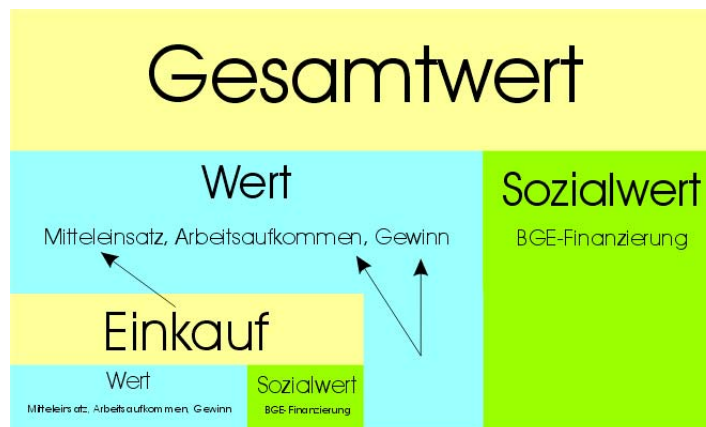 Gesamtwert
Wert
Mitteleinsatz, Arbeitsaufkommen, Gewinn
Sozialwert
BGE-Finanzierung
Einkauf
Wert
Mitteleinsatz, Arbeitsaufkommen, Gewinn
Sozialwert
BGE-Finanzierung